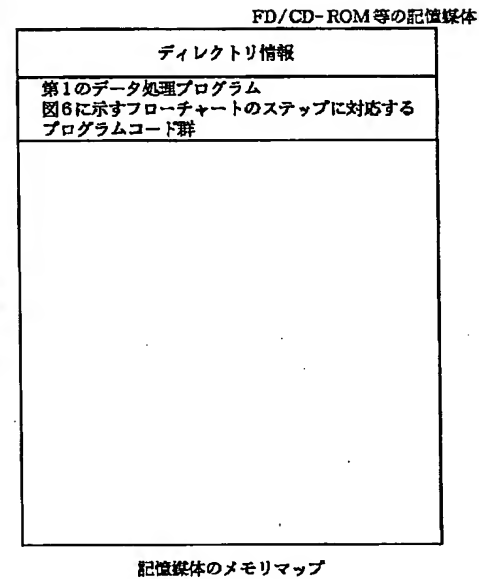 FD/CD-ROM等の記憶媒体
ディレクトリ情報
第1のデータ処理プログラム
図6に示すフローチャートのステップに対応する
プログラムコード群
記憶媒体のメモリマップ